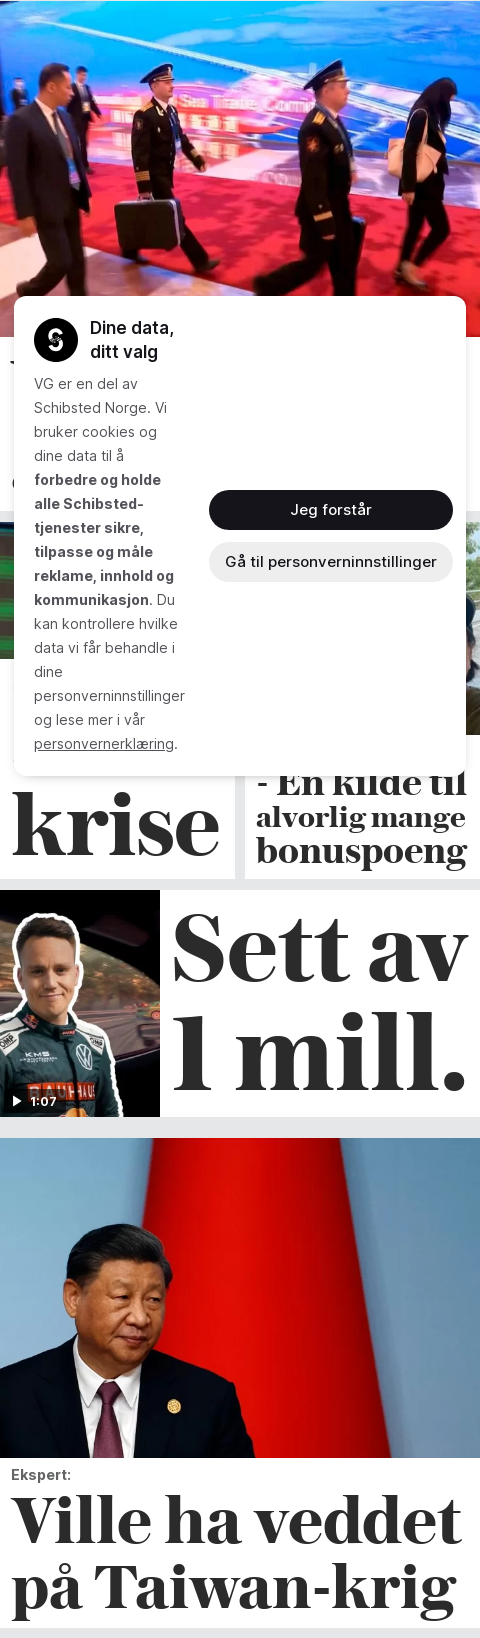 Dine data,
ditt valg
VG er en del av
Schibsted Norge. Vi
bruker cookies og
dine data til å
forbedre og holde
alle Schibsted-
tjenester sikre,
tilpasse og måle
reklame, innhold og
kommunikasjon. Du
kan kontrollere hvilke
data vi får behandle i
dine
personverninnstillinger
og lese mer i vår
personvernerklæring.
Jeg forstår
Gå til personverninnstillinger
krise
- En kilde til
alvorlig mange
bonuspoeng
Sett av
1 mill.
KMS
BAUHAUS
1:07
Ekspert:
Ville ha veddet
på Taiwan-krig